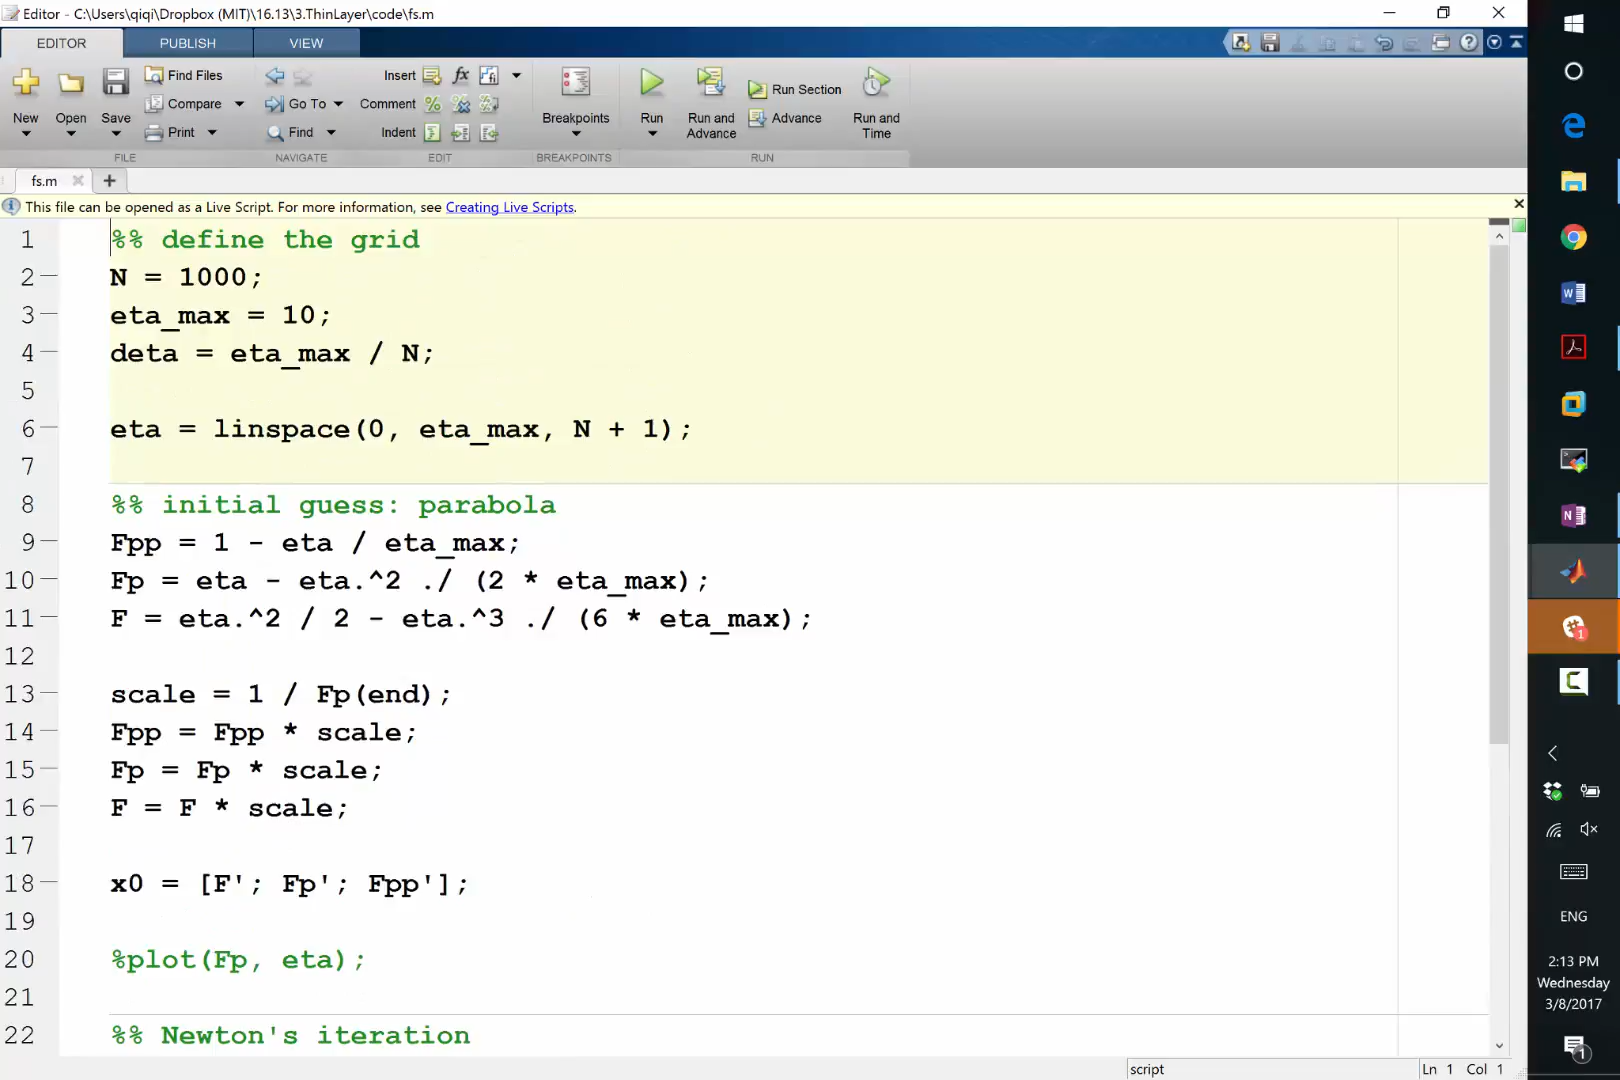 Editor - C:\Users\qiqi\Dropbox (MIT)\16.13\3.ThinLayer\code\fs.m
EDITOR PUBLISH VIEW
New Open Save Find Files Compare Print
FILE
Go To Find
NAVIGATE
Insert fx
Comment
Indent
EDIT
Breakpoints
BREAKPOINTS
Run Run and Advance Run Section Advance Run and Time
RUN
fs.m
This file can be opened as a Live Script. For more information, see Creating Live Scripts.
1 %% define the grid
2 N = 1000;
3 eta_max = 10;
4 deta = eta_max / N;
5
6 eta = linspace(0, eta_max, N + 1);
7
8 %% initial guess: parabola
9 Fpp = 1 - eta / eta_max;
10 Fp = eta - eta.^2 ./ (2 * eta_max);
11 F = eta.^2 / 2 - eta.^3 ./ (6 * eta_max);
12
13 scale = 1 / Fp(end);
14 Fpp = Fpp * scale;
15 Fp = Fp * scale;
16 F = F * scale;
17
18 x0 = [F'; Fp'; Fpp'];
19
20 %plot(Fp, eta);
21
22 %% Newton's iteration
script
Ln 1 Col 1
ENG
2:13 PM
Wednesday
3/8/2017
1